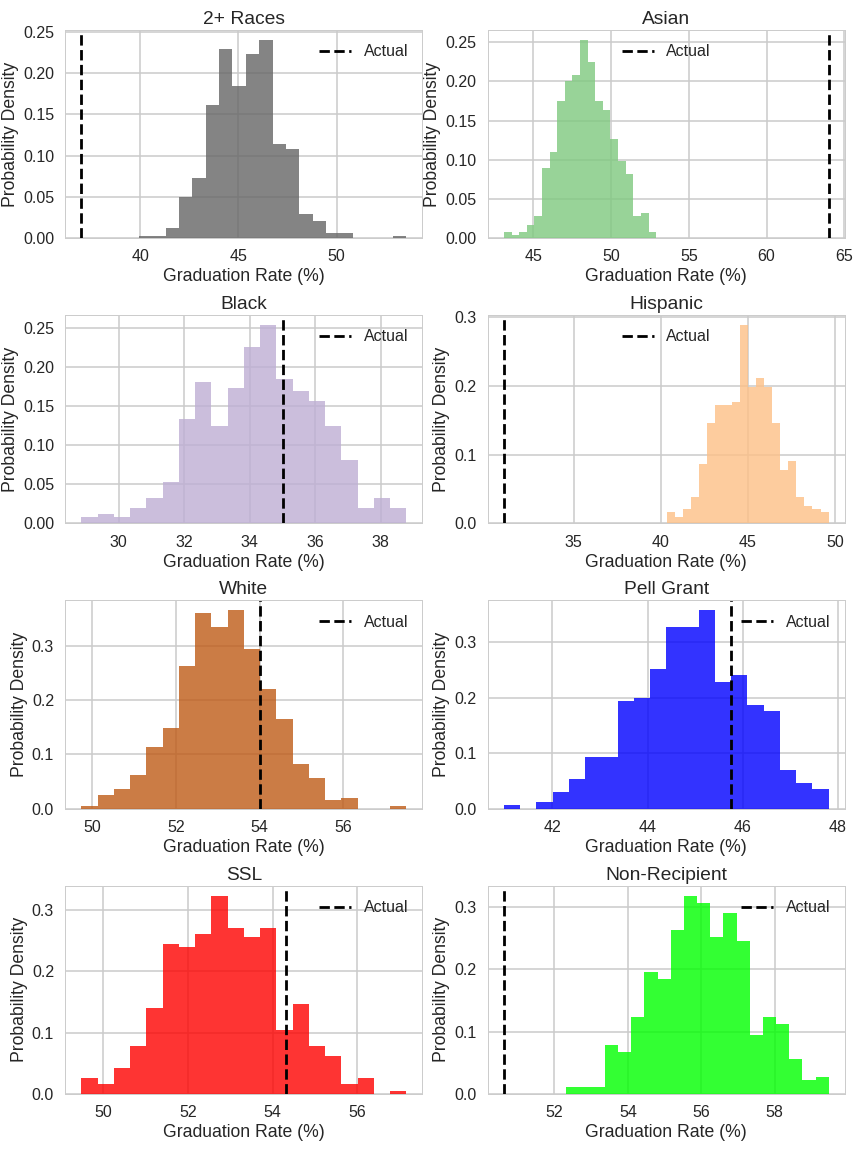 2+ Races
Probability Density
0.25
0.20
0.15
0.10
0.05
0.00
Actual
40
45
50
Graduation Rate (%)
Asian
Probability Density
0.25
0.20
0.15
0.10
0.05
0.00
Actual
45
50
55
60
65
Graduation Rate (%)
Black
Probability Density
0.25
0.20
0.15
0.10
0.05
0.00
Actual
30
32
34
36
38
Graduation Rate (%)
Hispanic
Probability Density
0.3
0.2
0.1
0.0
Actual
35
40
45
50
Graduation Rate (%)
White
Probability Density
0.3
0.2
0.1
0.0
Actual
50
52
54
56
Graduation Rate (%)
Pell Grant
Probability Density
0.3
0.2
0.1
0.0
Actual
42
44
46
48
Graduation Rate (%)
SSL
Probability Density
0.3
0.2
0.1
0.0
Actual
50
52
54
56
Graduation Rate (%)
Non-Recipient
Probability Density
0.3
0.2
0.1
0.0
Actual
52
54
56
58
Graduation Rate (%)